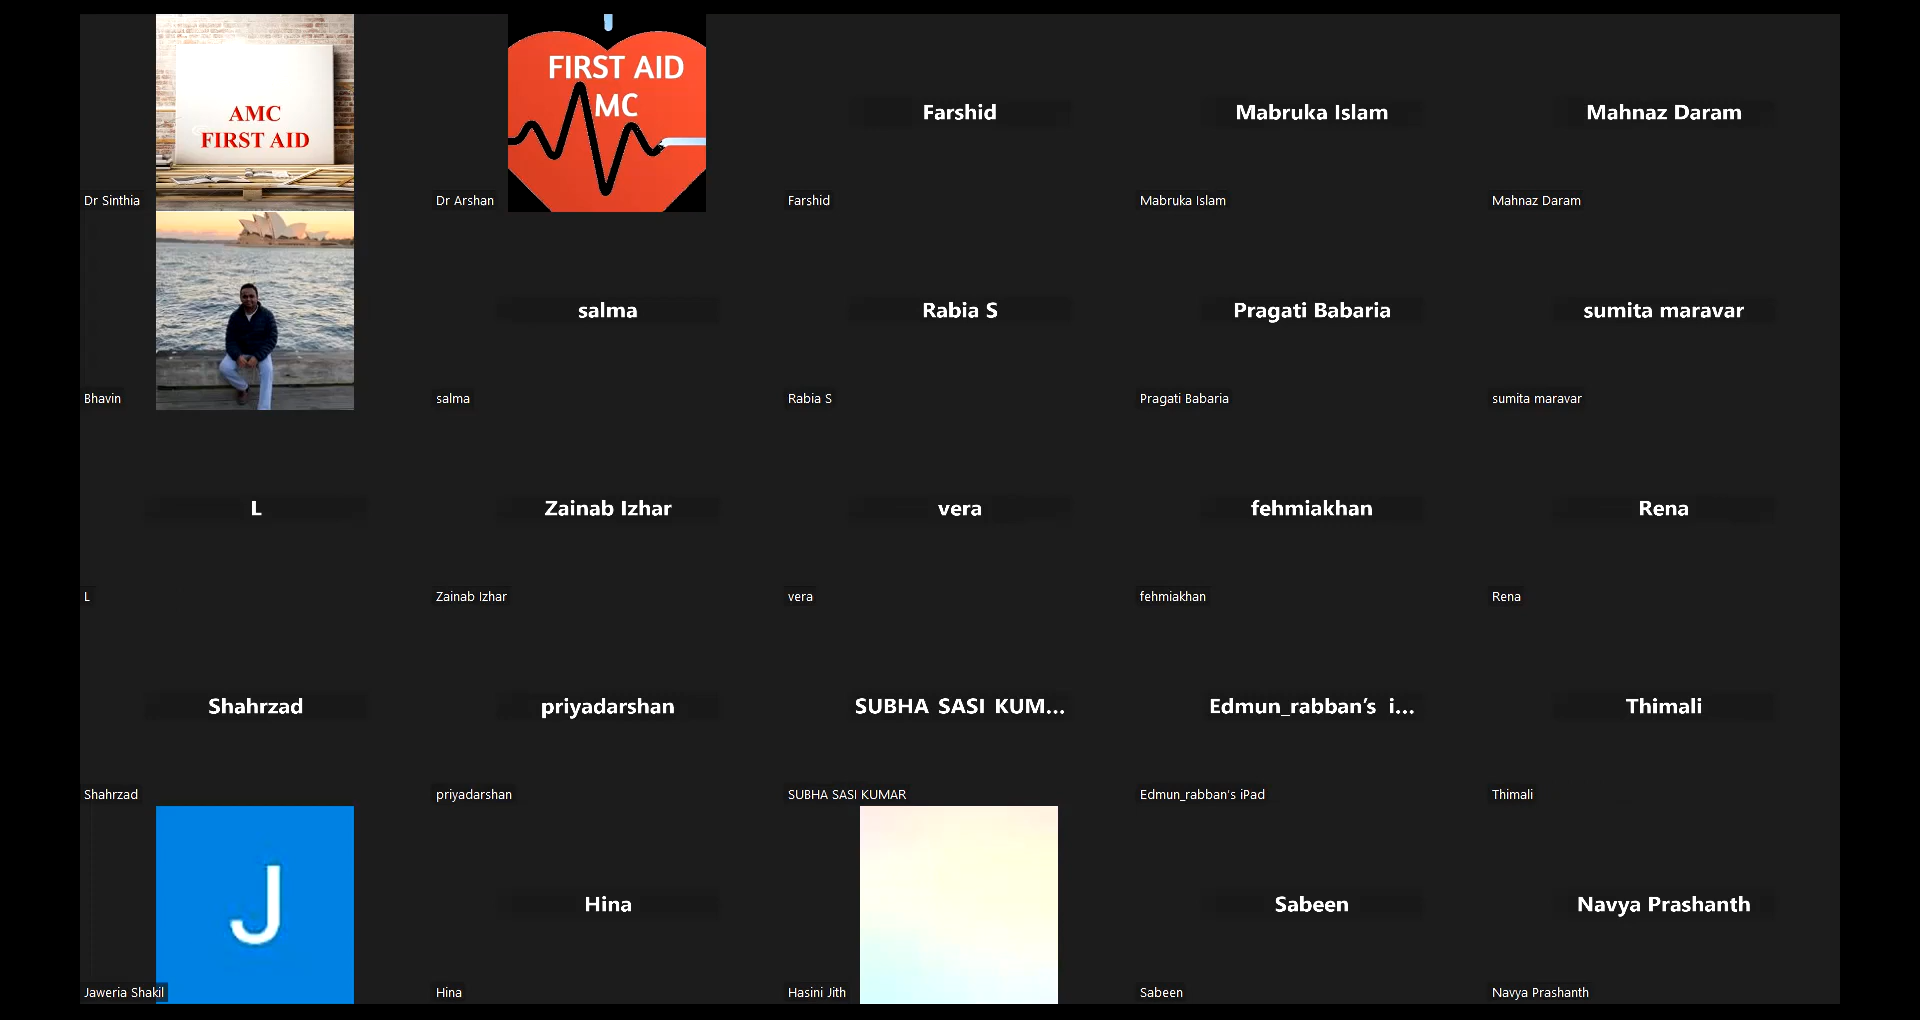 AMC
FIRST AID
Dr Sinthia
FIRST AID
MC
Dr Arshan
Farshid
Farshid
Mabruka Islam
Mabruka Islam
Mahnaz Daram
Mahnaz Daram
Bhavin
salma
salma
Rabia S
Rabia S
Pragati Babaria
Pragati Babaria
sumita maravar
sumita maravar
L
L
Zainab Izhar
Zainab Izhar
vera
vera
fehmiakhan
fehmiakhan
Rena
Rena
Shahrzad
Shahrzad
priyadarshan
priyadarshan
SUBHA SASI KUM...
SUBHA SASI KUMAR
Edmun_rabban's i...
Edmun_rabban's iPad
Thimali
Thimali
J
Jaweria Shakil
Hina
Hina
Hasini Jith
Sabeen
Sabeen
Navya Prashanth
Navya Prashanth